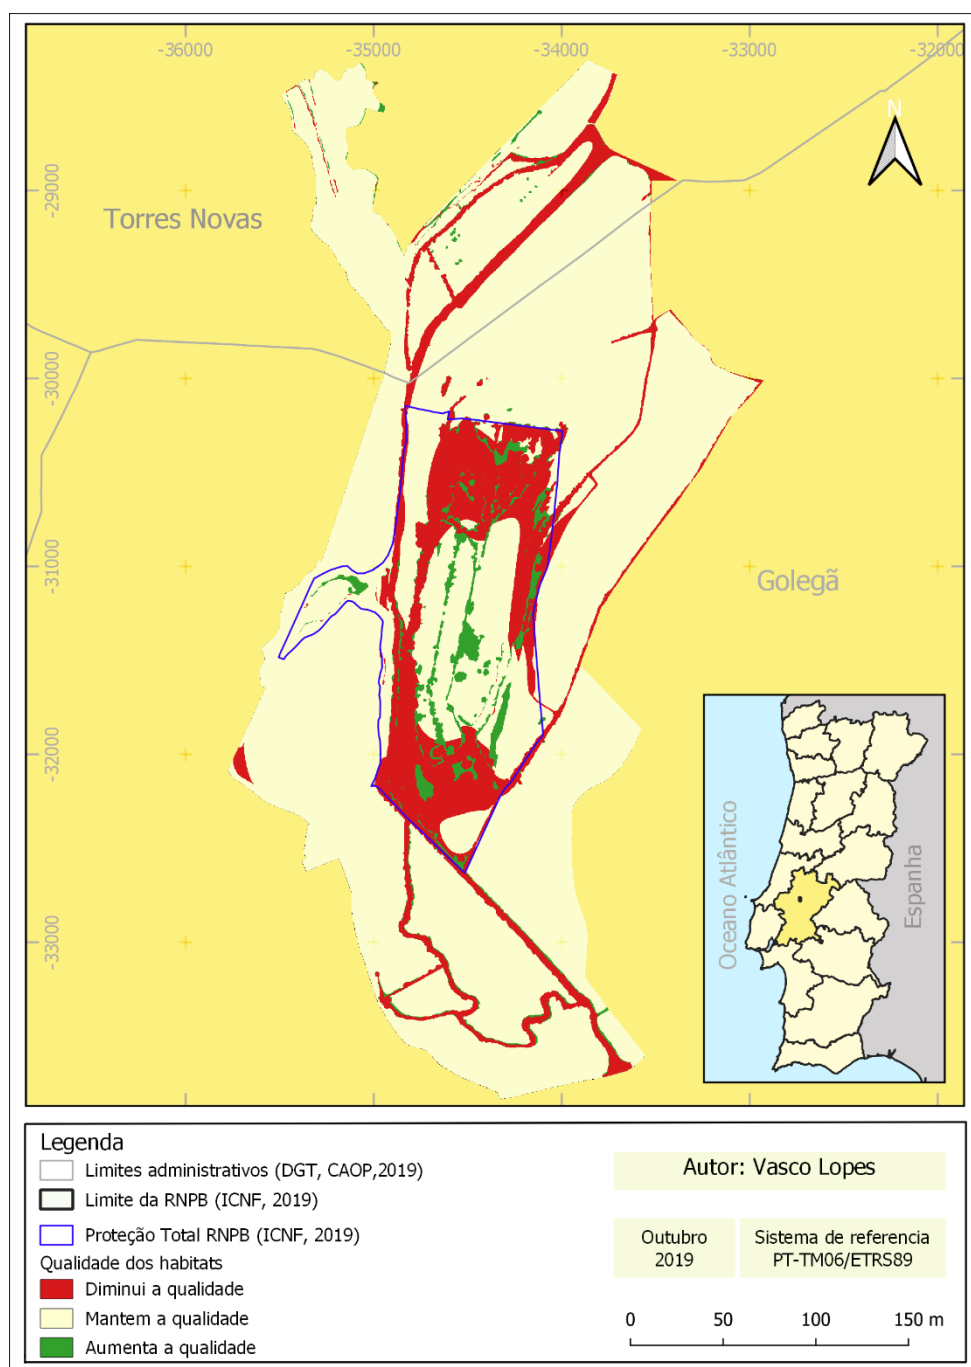 -36000
-35000
-34000
-33000
-32000
N
-29000
Torres Novas
-30000
-31000
Golegã
-32000
-33000
Oceano Atlântico
Espanha
Legenda
Limites administrativos (DGT, CAOP,2019)
Limite da RNPB (ICNF, 2019)
Proteção Total RNPB (ICNF, 2019)
Qualidade dos habitats
Diminui a qualidade
Mantem a qualidade
Aumenta a qualidade
Autor: Vasco Lopes
Outubro
2019
Sistema de referencia
PT-TM06/ETRS89
0 50 100 150 m